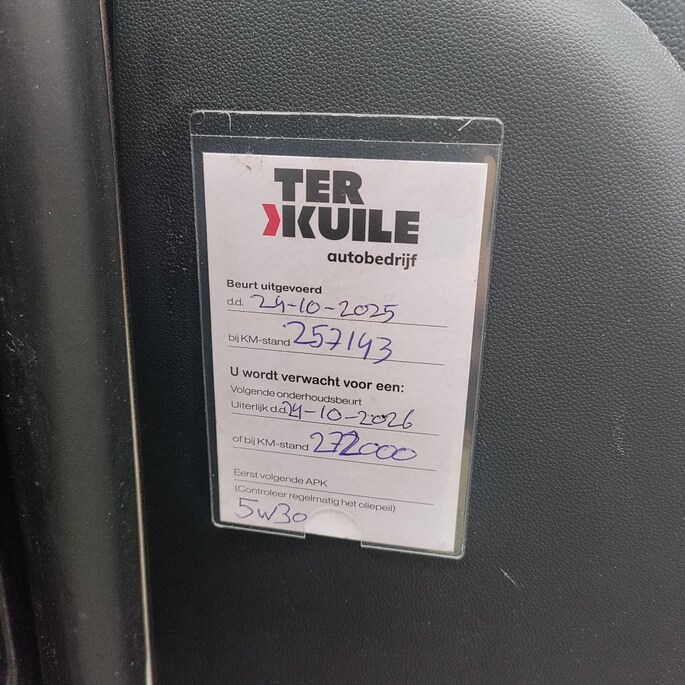 TER
KUILE
autobedrijf
Beurt uitgevoerd
d.d. 24-10-2025
bij KM-stand 257143
U wordt verwacht voor een:
Volgende onderhoudsbeurt
Uiterlijk d.d. 24-10-2026
of bij KM-stand 272000
Eerst volgende APK
(Controleer regelmatig het oliepeil)
5w30